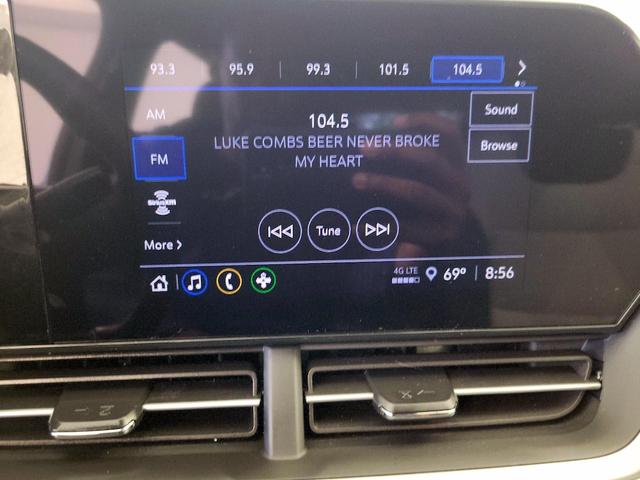 93.3 95.9 99.3 101.5 104.5
AM
104.5
Sound
LUKE COMBS BEER NEVER BROKE
MY HEART
Browse
FM
SiriusXM
Tune
More
4G LTE
69° 8:56